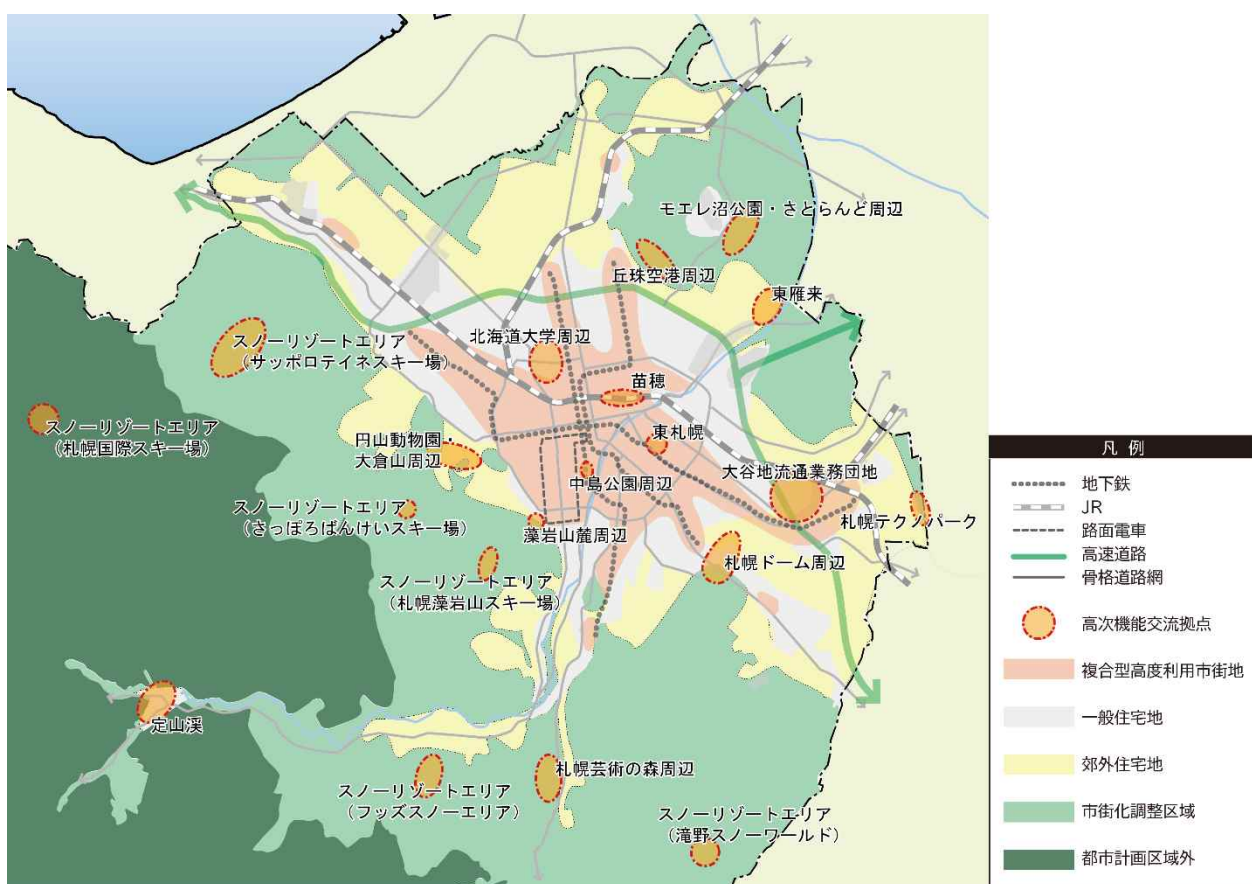 モエレ沼公園・さとらんど周辺
丘珠空港周辺
東雁来
北海道大学周辺
スノーリゾートエリア
（サッポロテイネスキー場）
苗穂
スノーリゾートエリア
（札幌国際スキー場）
円山動物園・
大倉山周辺
東札幌
大谷地流通業務団地
中島公園周辺
スノーリゾートエリア
（さっぽろばんけいスキー場）
札幌テクノパーク
藻岩山麓周辺
札幌ドーム周辺
スノーリゾートエリア
（札幌藻岩山スキー場）
定山渓
札幌芸術の森周辺
スノーリゾートエリア
（フッズスノーエリア）
スノーリゾートエリア
（滝野スノーワールド）
凡 例
地下鉄
JR
路面電車
高速道路
骨格道路網
高次機能交流拠点
複合型高度利用市街地
一般住宅地
郊外住宅地
市街化調整区域
都市計画区域外